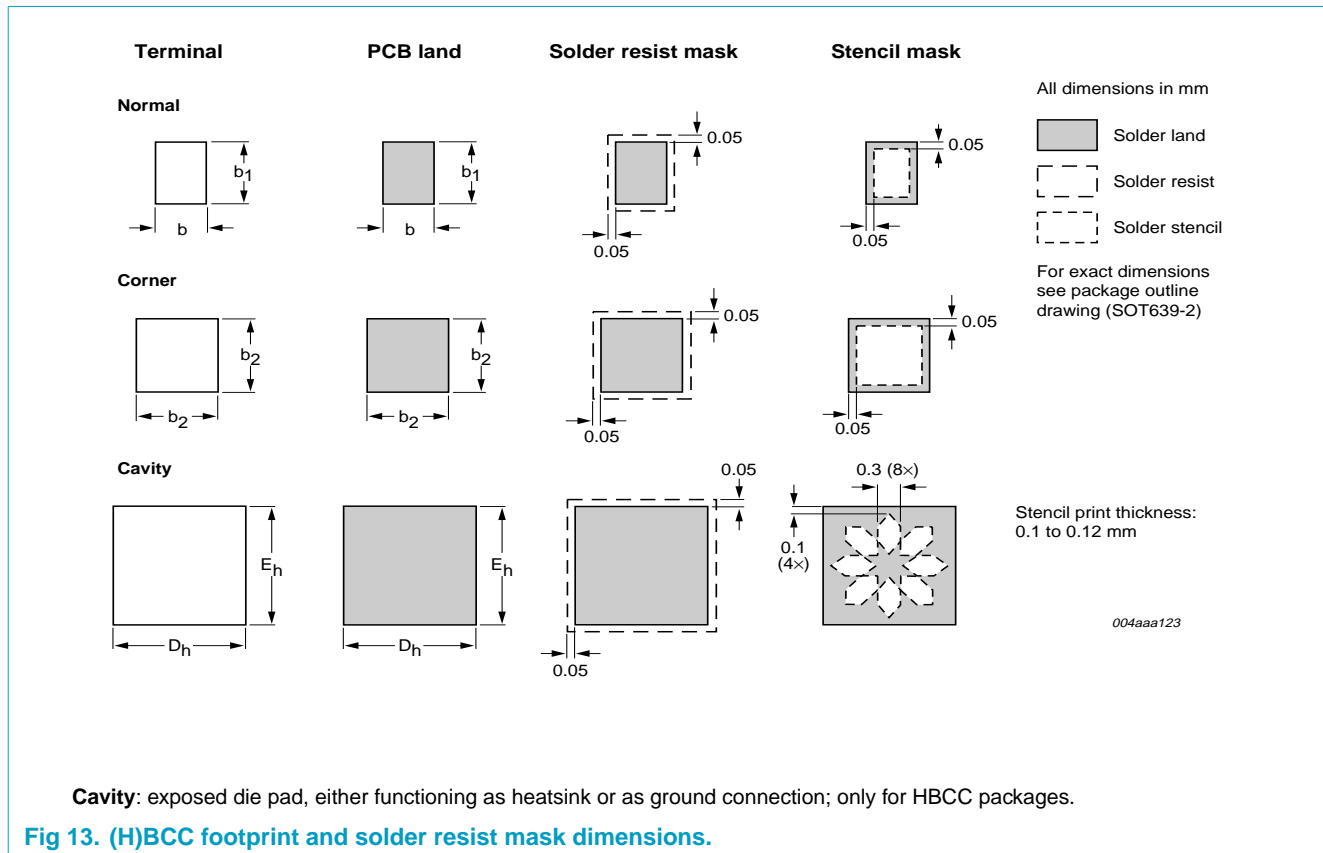 Terminal PCB land Solder resist mask Stencil mask
All dimensions in mm
Normal
0.05
0.05
b1
b1
Solder land
Solder resist
b
b
0.05
0.05
Solder stencil
Corner
For exact dimensions
see package outline
drawing (SOT639-2)
0.05
0.05
b2
b2
b2
b2
0.05
0.05
Cavity
0.05
0.3 (8×)
Stencil print thickness:
0.1 to 0.12 mm
0.1
(4×)
Eh
Eh
004aaa123
Dh
Dh
0.05
Cavity: exposed die pad, either functioning as heatsink or as ground connection; only for HBCC packages.
Fig 13. (H)BCC footprint and solder resist mask dimensions.